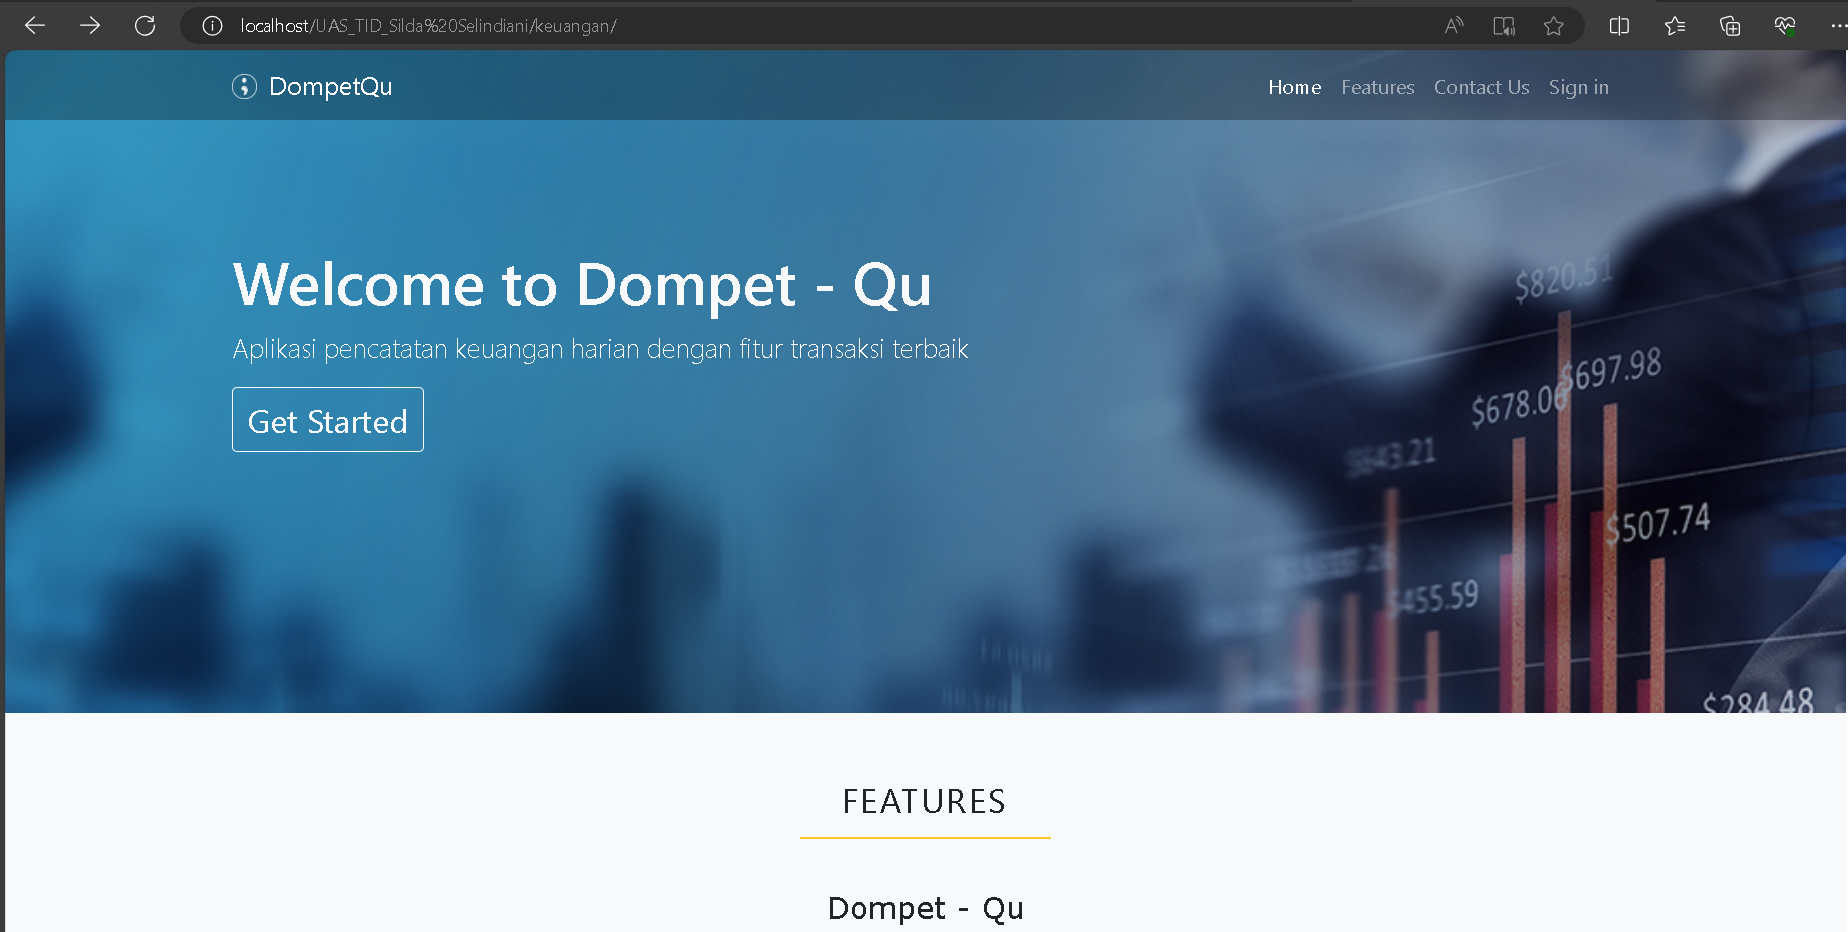 localhost/UAS_TID_Silda%20Selindiani/keuangan/
DompetQu
Home Features Contact Us Sign in
Welcome to Dompet - Qu
Aplikasi pencatatan keuangan harian dengan fitur transaksi terbaik
Get Started
$820.51
$697.98
$678.06
$643.21
$507.74
$455.59
$284.48
FEATURES
Dompet - Qu